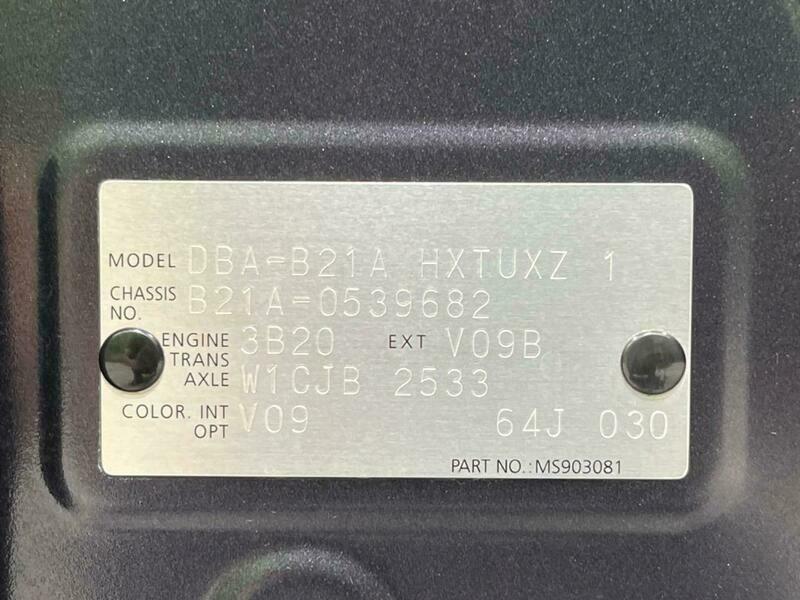 MODEL DBA=B21A HXTUXZ 1
CHASSIS NO. B21A=0539682
ENGINE 3B20 EXT V09B
TRANS AXLE W1CJB 2533
COLOR. INT V09
OPT 64J 030
PART NO.: MS903081